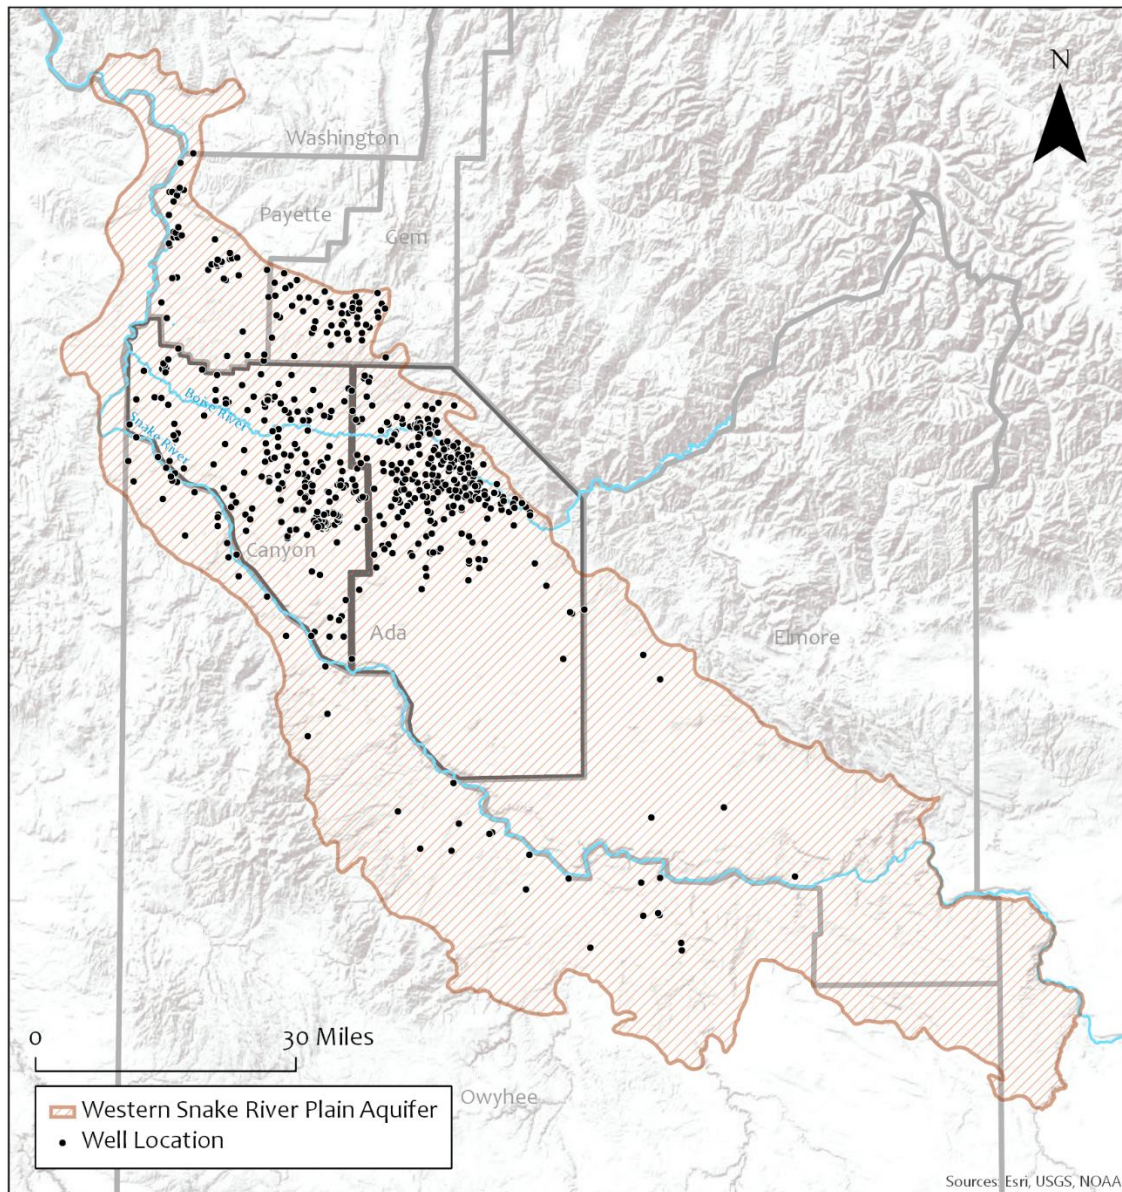 N
Washington
Payette
Gem
Boise River
Snake River
Canyon
Ada
Elmore
0 30 Miles
Western Snake River Plain Aquifer
Well Location
Owyhee
Sources: Esri, USGS, NOAA